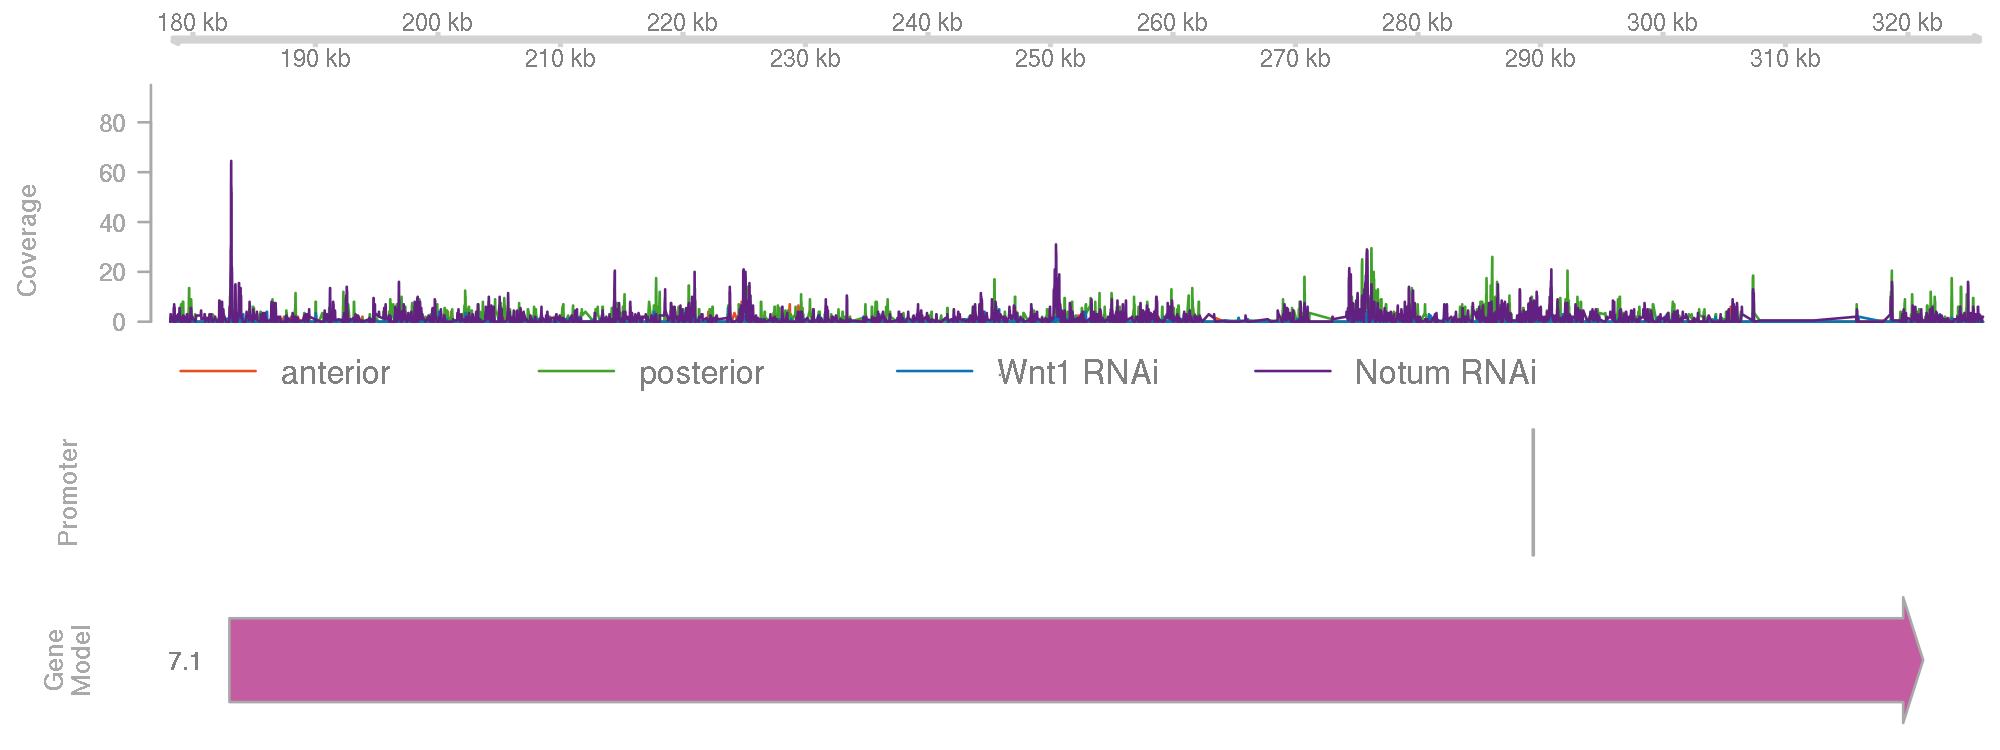 180 kb 200 kb 220 kb 240 kb 260 kb 280 kb 300 kb 320 kb
190 kb 210 kb 230 kb 250 kb 270 kb 290 kb 310 kb
Coverage
80
60
40
20
0
anterior posterior Wnt1 RNAi Notum RNAi
Promoter
Gene
Model
7.1